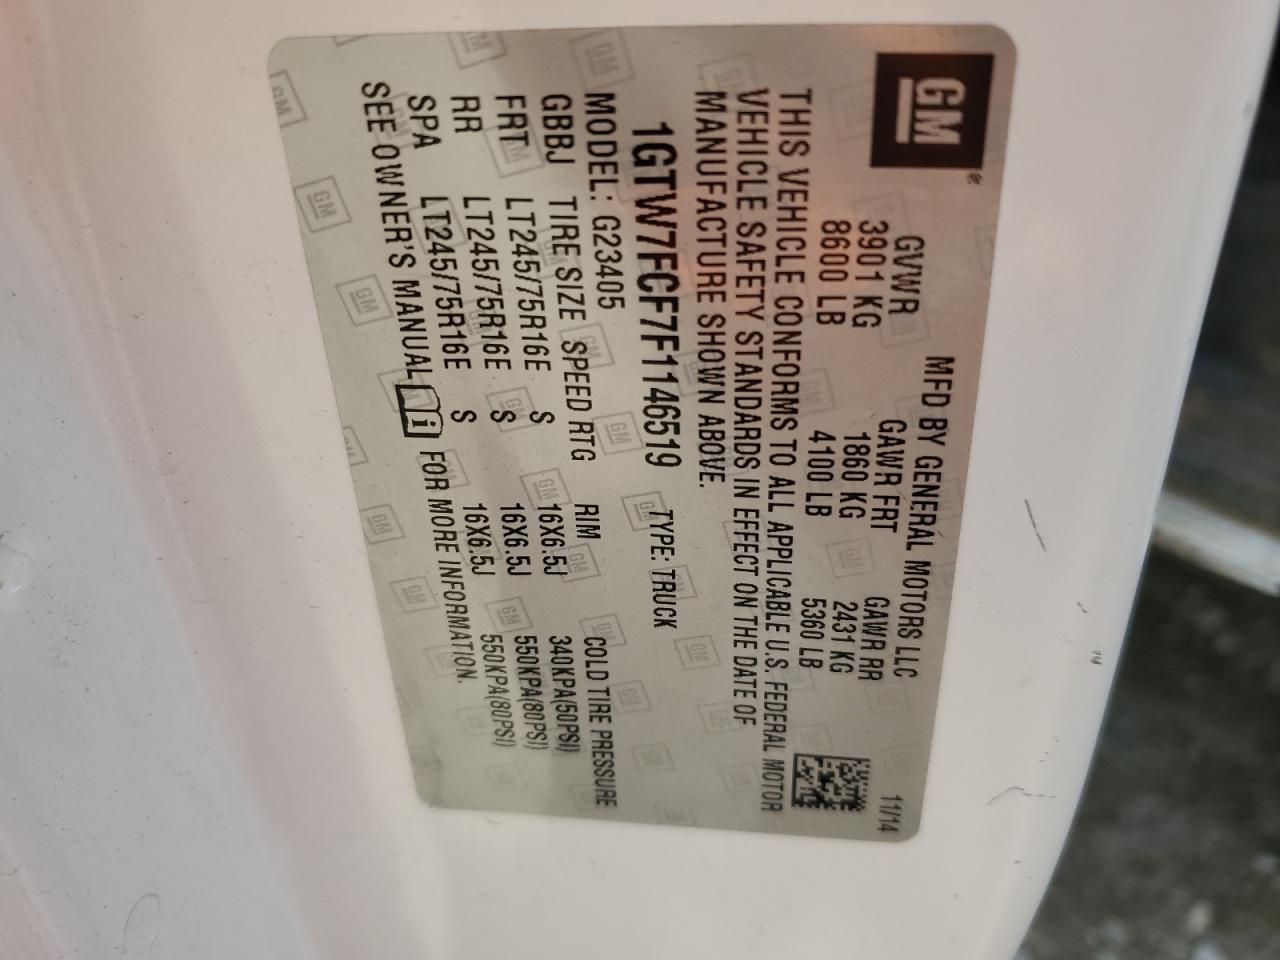 GM
MFD BY GENERAL MOTORS LLC 11/14
GVWR GAWR FRT GAWR RR
3901 KG 1860 KG 2431 KG
8600 LB 4100 LB 5360 LB
THIS VEHICLE CONFORMS TO ALL APPLICABLE U.S. FEDERAL MOTOR
VEHICLE SAFETY STANDARDS IN EFFECT ON THE DATE OF
MANUFACTURE SHOWN ABOVE.
1GTW7FCF7F1146519 TYPE: TRUCK
MODEL: G23405
GBBJ TIRE SIZE SPEED RTG RIM COLD TIRE PRESSURE
FRT LT245/75R16E S 16X6.5J 340KPA(50PSI)
RR LT245/75R16E S 16X6.5J 550KPA(80PSI)
SPA LT245/75R16E S 16X6.5J 550KPA(80PSI)
SEE OWNER'S MANUAL i FOR MORE INFORMATION.